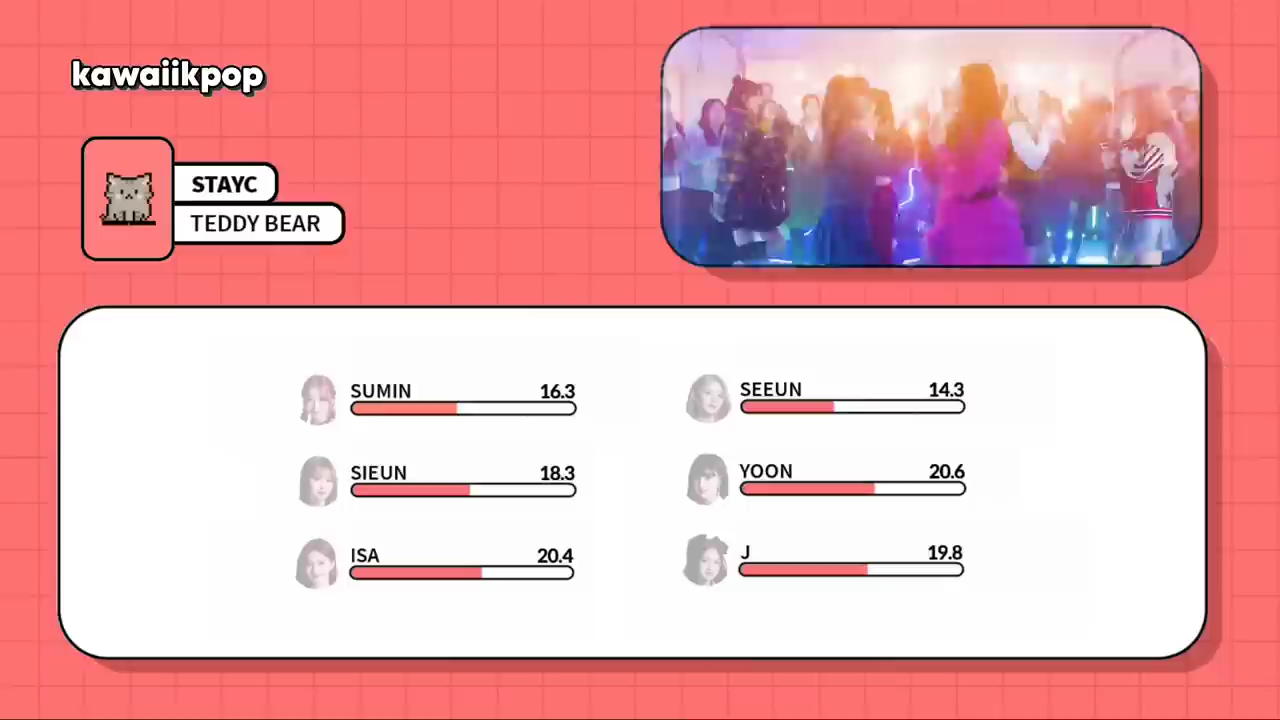 kawaiikpop
STAYC
TEDDY BEAR
SUMIN 16.3
SEEUN 14.3
SIEUN 18.3
YOON 20.6
ISA 20.4
J 19.8